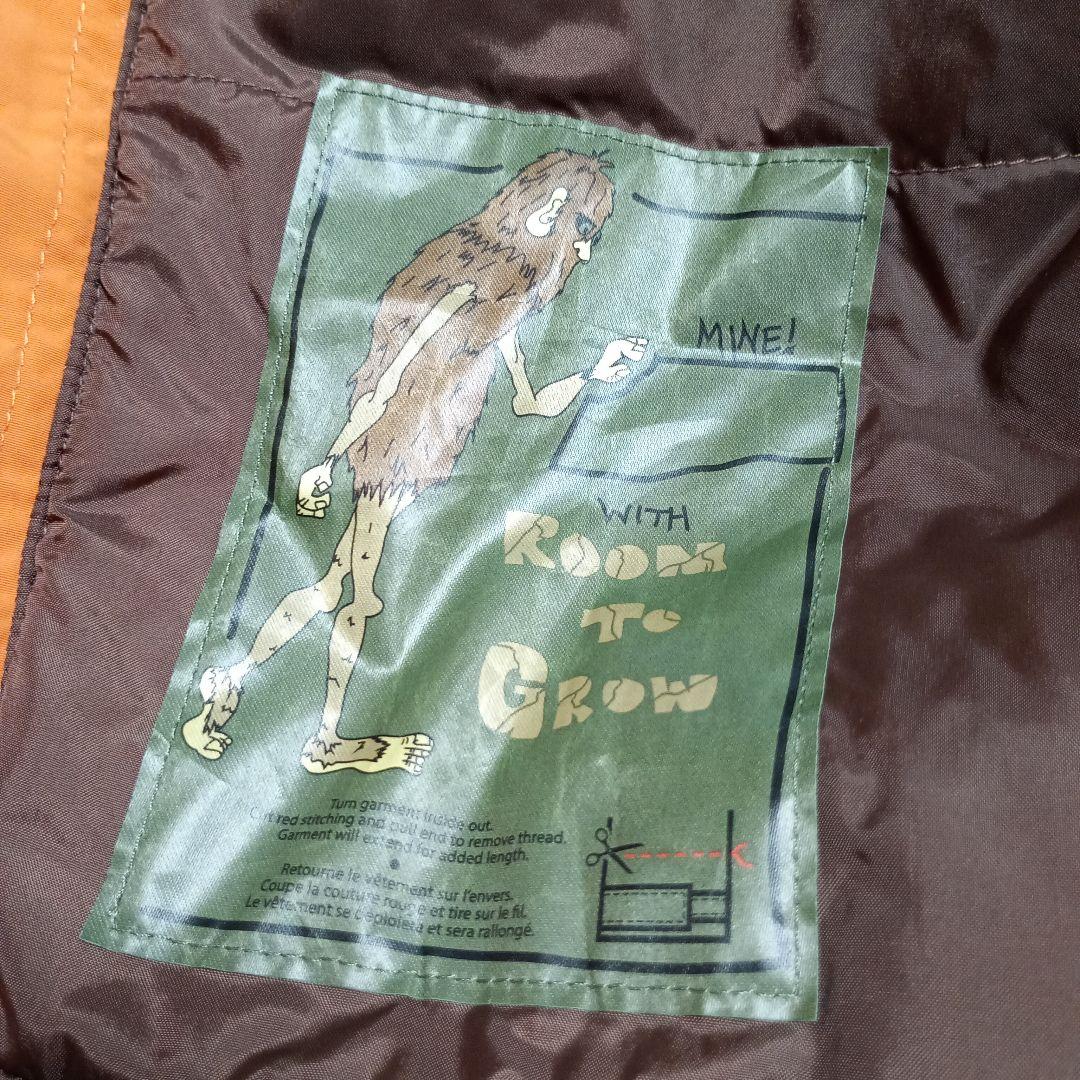 MINE!
WITH
ROOM
TO
GROW
Turn garment inside out.
Cut red stitching and pull end to remove thread.
Garment will extend for added length.
Retourne le vêtement sur l'envers.
Coupe la couture rouge et tire sur le fil.
Le vêtement se déploiera et sera rallongé.